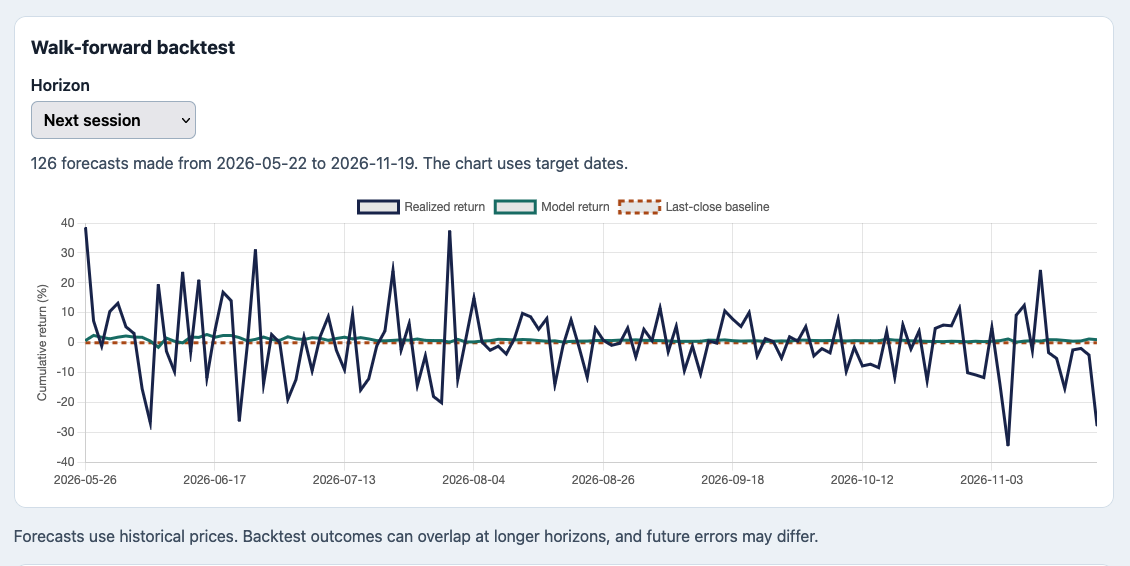 Walk-forward backtest
Horizon
Next session
126 forecasts made from 2026-05-22 to 2026-11-19. The chart uses target dates.
Realized return Model return Last-close baseline
Cumulative return (%)
40
30
20
10
0
-10
-20
-30
-40
2026-05-26 2026-06-17 2026-07-13 2026-08-04 2026-08-26 2026-09-18 2026-10-12 2026-11-03
Forecasts use historical prices. Backtest outcomes can overlap at longer horizons, and future errors may differ.